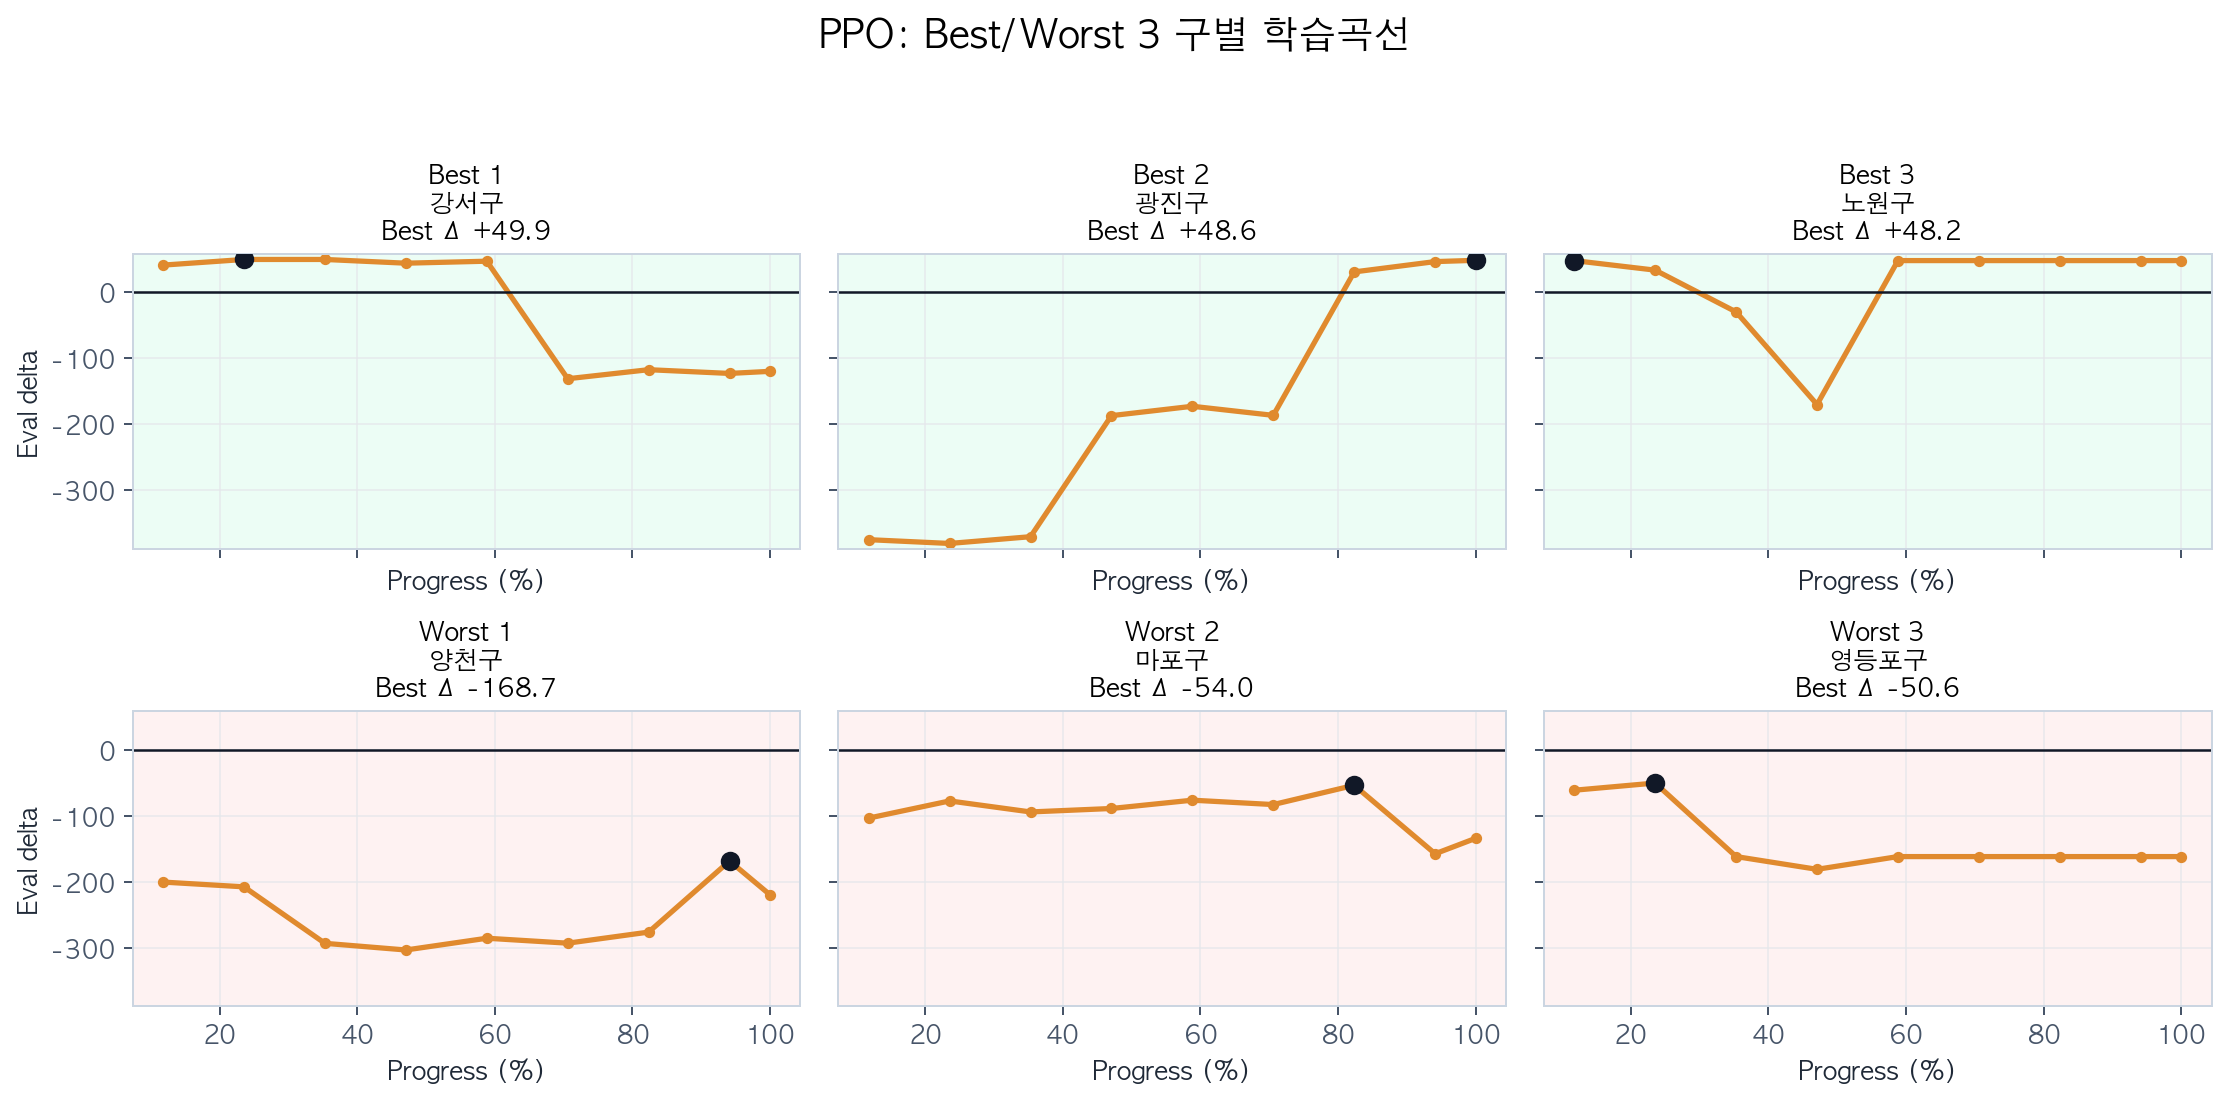 PPO: Best/Worst 3 구별 학습곡선
Best 1
강서구
Best Δ +49.9
Best 2
광진구
Best Δ +48.6
Best 3
노원구
Best Δ +48.2
Eval delta
0
-100
-200
-300
Progress (%)
Progress (%)
Progress (%)
Worst 1
양천구
Best Δ -168.7
Worst 2
마포구
Best Δ -54.0
Worst 3
영등포구
Best Δ -50.6
Eval delta
0
-100
-200
-300
20 40 60 80 100
20 40 60 80 100
20 40 60 80 100
Progress (%)
Progress (%)
Progress (%)